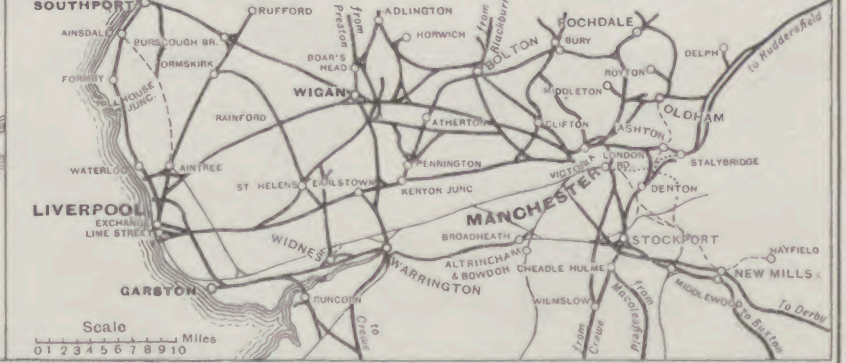 SOUTHPORT
RUFFORD
from
Preston
ADLINGTON
HORWICH
from
Blackburn
BOLTON
ROCHDALE
BURY
AINSDALE
BURSCOUGH BR.
ORMSKIRK
BOAR'S
HEAD
DELPH
to Huddersfield
ROYTON
FORMBY
HILLHOUSE
JUNC.
WIGAN
MIDDLETON
OLDHAM
RAINFORD
ATHERTON
CLIFTON
ASHTON
WATERLOO
AINTREE
PENNINGTON
VICTORIA
LONDON
RD.
STALYBRIDGE
ST HELENS
EARLSTOWN
KENYON JUNC
MANCHESTER
DENTON
LIVERPOOL
EXCHANGE
LIME STREET
WIDNES
WARRINGTON
BROADHEATH
ALTRINCHAM
& BOWDON
STOCKPORT
CHEADLE HULME
HAYFIELD
NEW MILLS
GARSTON
RUNCORN
to
Crewe
WILMSLOW
from
Crewe
from
Macclesfield
MIDDLEWOOD
to Buxton
To Derby
Scale
Miles
0 1 2 3 4 5 6 7 8 9 10